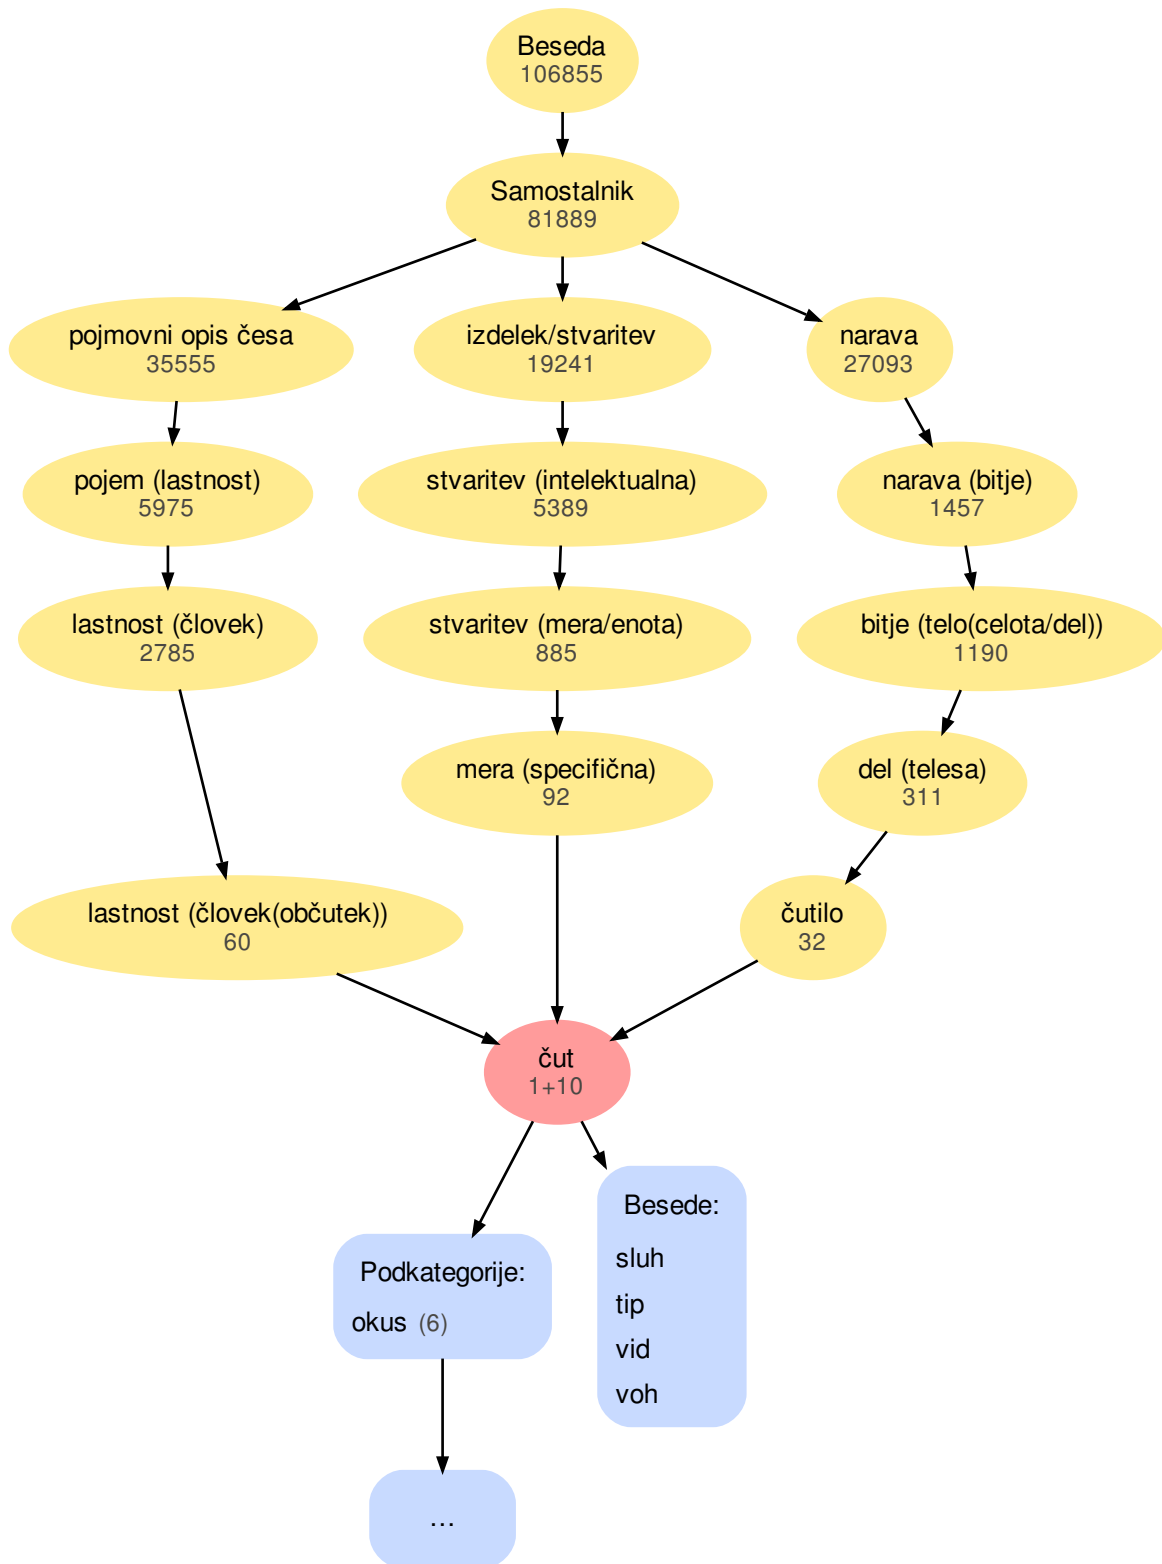 Beseda
106855
Samostalnik
81889
pojmovni opis česa
35555
izdelek/stvaritev
19241
narava
27093
pojem (lastnost)
5975
stvaritev (intelektualna)
5389
narava (bitje)
1457
lastnost (človek)
2785
stvaritev (mera/enota)
885
bitje (telo(celota/del))
1190
mera (specifična)
92
del (telesa)
311
lastnost (človek(občutek))
60
čutilo
32
čut
1+10
Podkategorije:
okus (6)
Besede:
sluh
tip
vid
voh
...